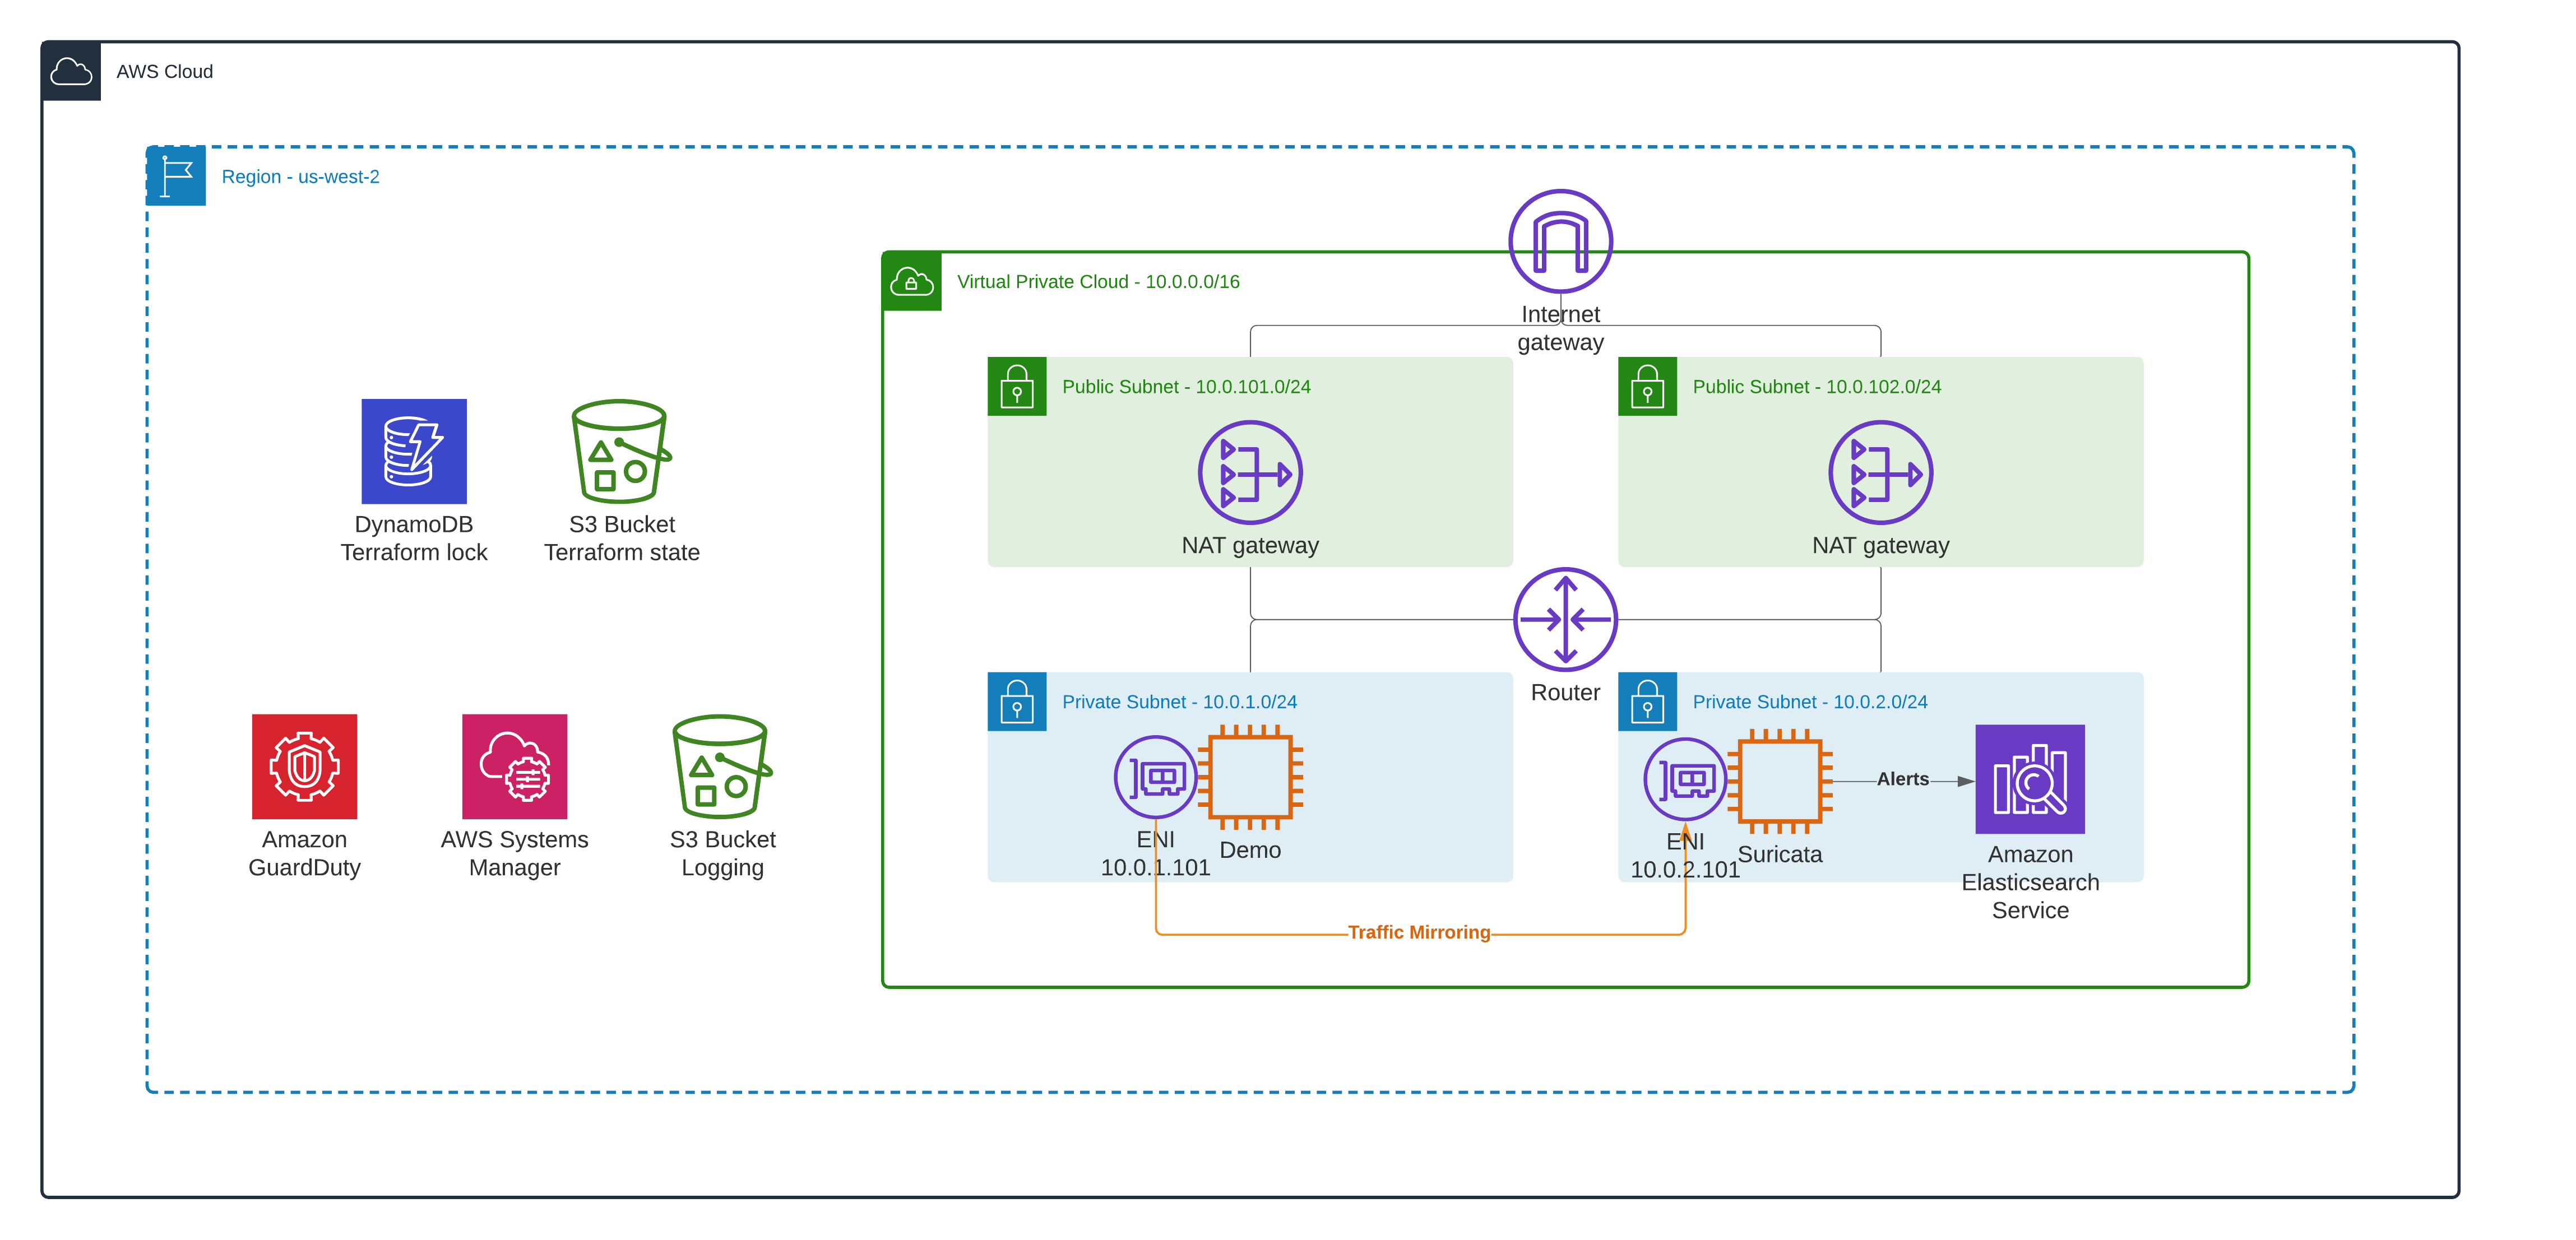 AWS Cloud
Region - us-west-2
Virtual Private Cloud - 10.0.0.0/16
Internet
gateway
Public Subnet - 10.0.101.0/24
NAT gateway
Public Subnet - 10.0.102.0/24
NAT gateway
DynamoDB
Terraform lock
S3 Bucket
Terraform state
Router
Private Subnet - 10.0.1.0/24
ENI
10.0.1.101
Demo
Private Subnet - 10.0.2.0/24
ENI
10.0.2.101
Suricata
Alerts
Amazon
Elasticsearch
Service
Traffic Mirroring
Amazon
GuardDuty
AWS Systems
Manager
S3 Bucket
Logging